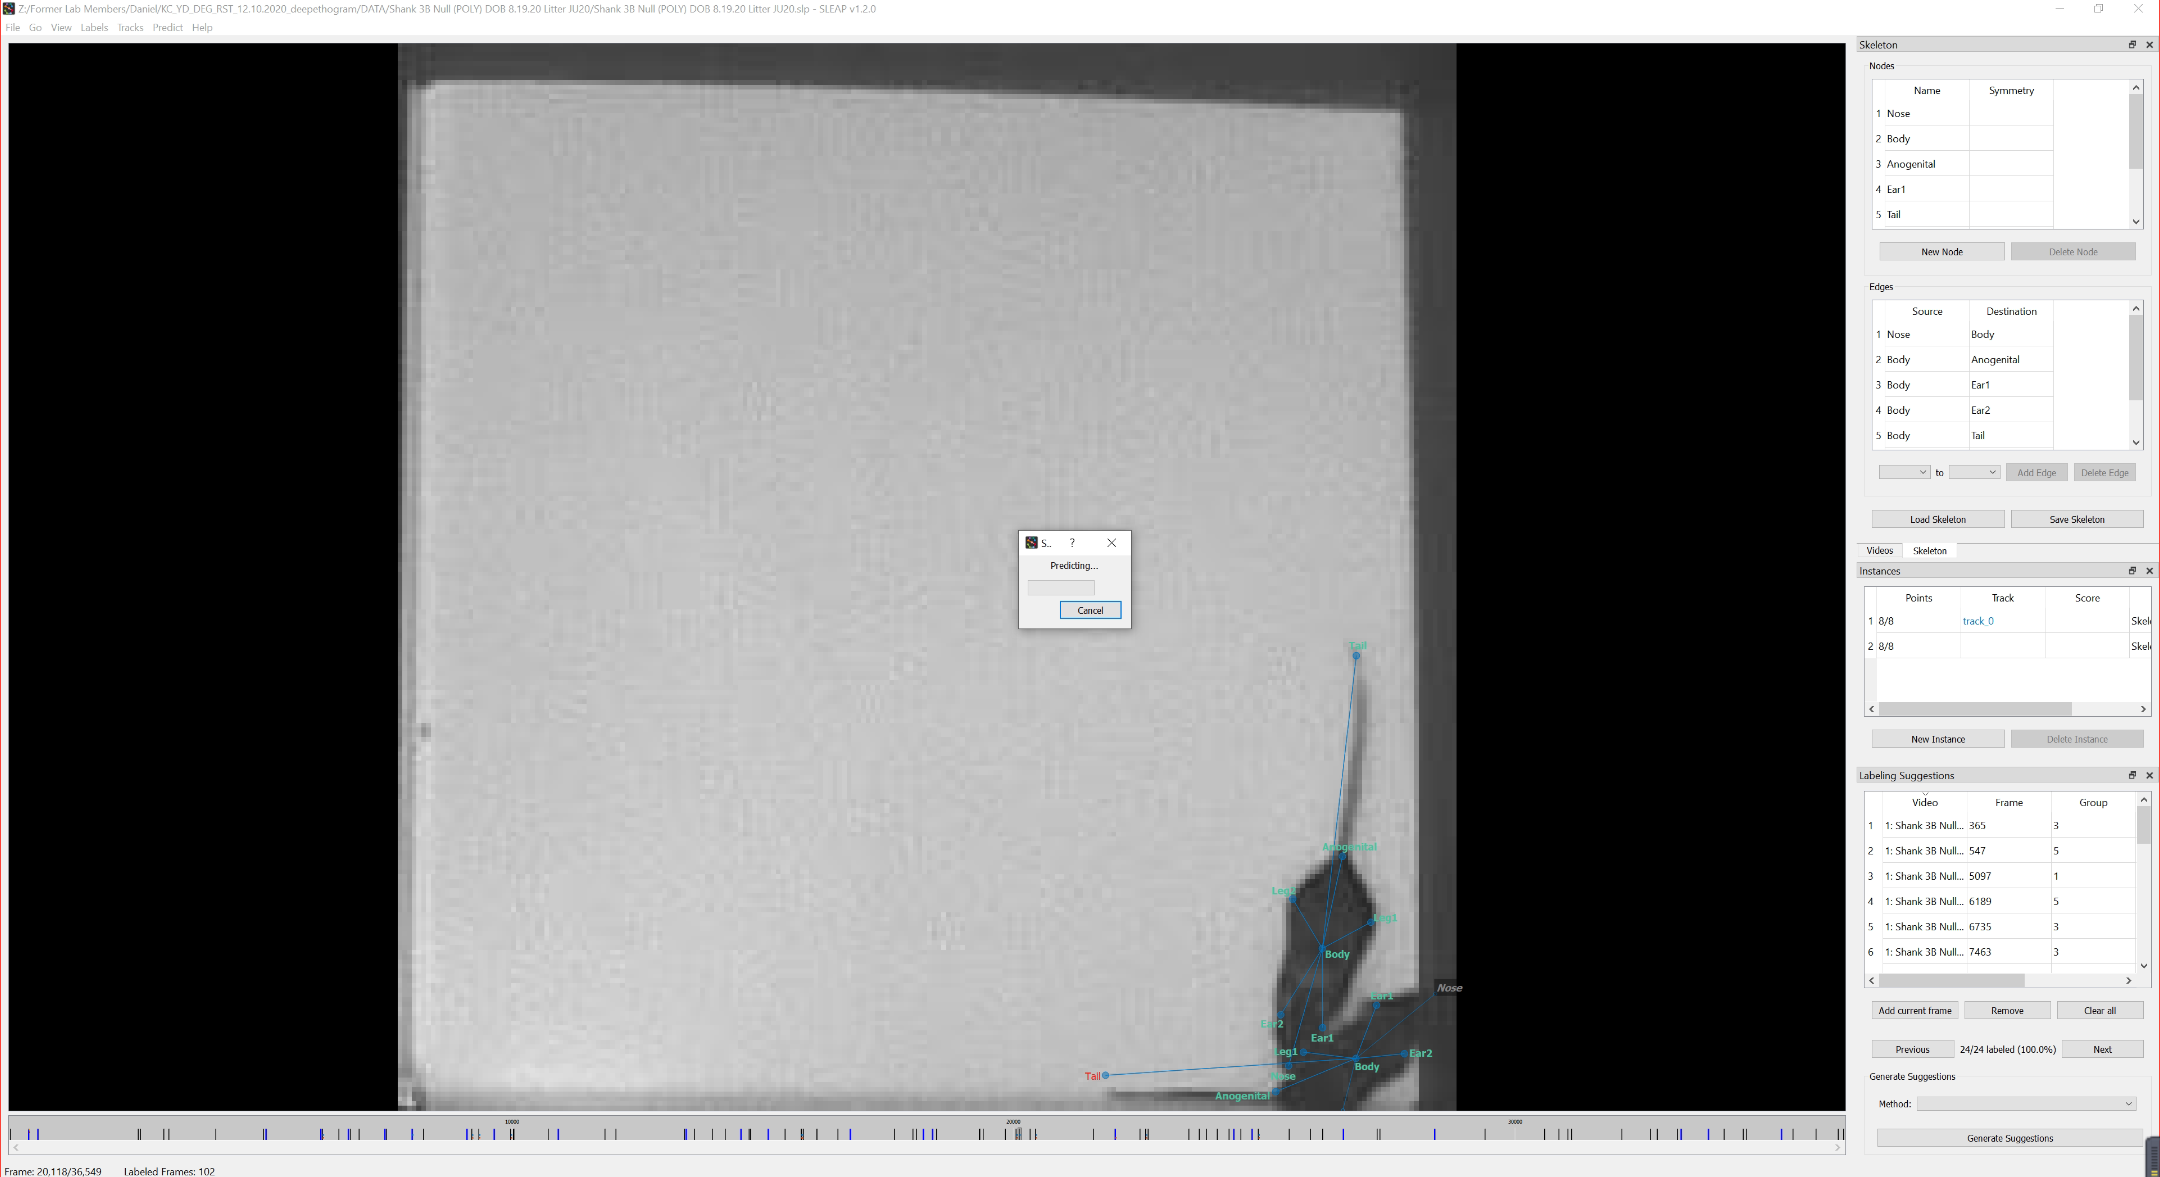 Z:/Former Lab Members/Daniel/KC_YD_DEG_RST_12.10.2020_deepethogram/DATA/Shank 3B Null (POLY) DOB 8.19.20 Litter JU20/Shank 3B Null (POLY) DOB 8.19.20 Litter JU20.slp - SLEAP v1.2.0
File Go View Labels Tracks Predict Help
Skeleton
Nodes
Name Symmetry
1 Nose
2 Body
3 Anogenital
4 Ear1
5 Tail
New Node Delete Node
Edges
Source Destination
1 Nose Body
2 Body Anogenital
3 Body Ear1
4 Body Ear2
5 Body Tail
to Add Edge Delete Edge
Load Skeleton Save Skeleton
Videos Skeleton
Instances
Points Track Score
1 8/8 track_0 Skel
2 8/8 Skel
New Instance Delete Instance
Labeling Suggestions
Video Frame Group
1 1: Shank 3B Null... 365 3
2 1: Shank 3B Null... 547 5
3 1: Shank 3B Null... 5097 1
4 1: Shank 3B Null... 6189 5
5 1: Shank 3B Null... 6735 3
6 1: Shank 3B Null... 7463 3
Add current frame Remove Clear all
Previous 24/24 labeled (100.0%) Next
Generate Suggestions
Method:
Generate Suggestions
S.. ?
Predicting...
Cancel
Tail
Anogenital
Leg1
Body
Nose
Ear1
Ear2
Ear1
Leg1
Ear2
Body
Nose
Tail
Anogenital
10000 20000 30000
Frame: 20,118/36,549 Labeled Frames: 102